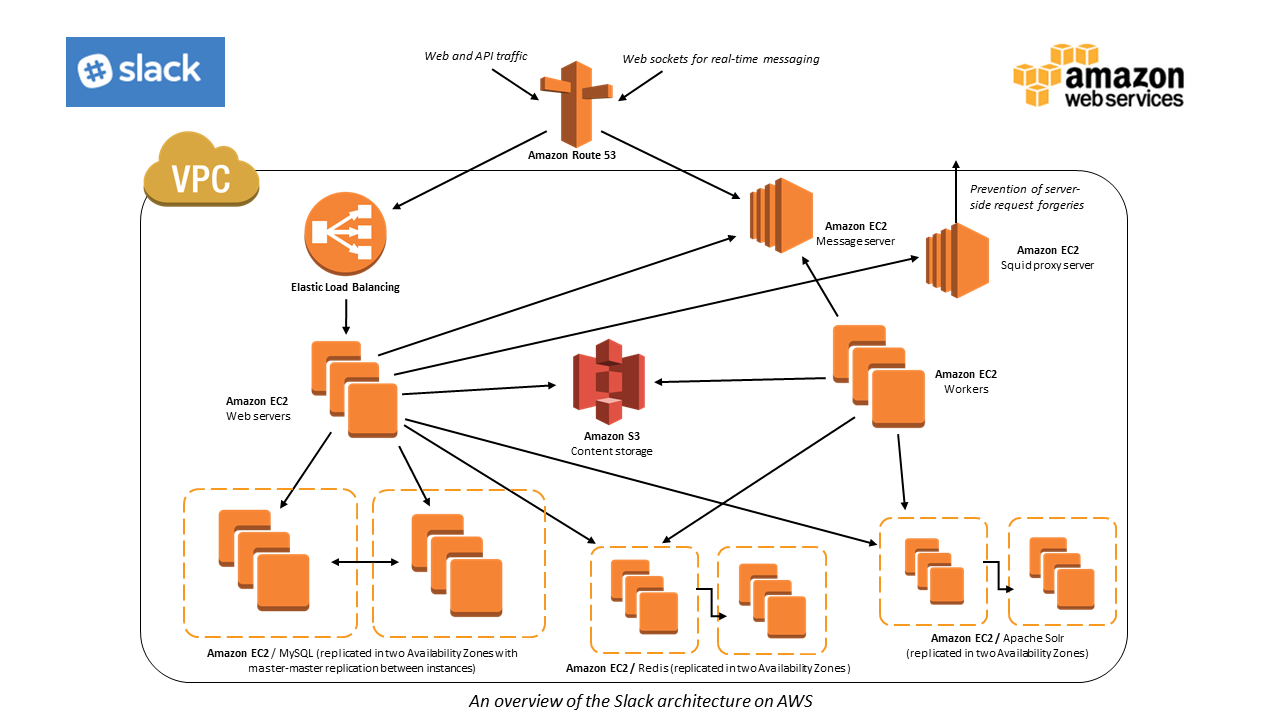 slack
Web and API traffic
Web sockets for real-time messaging
amazon
web services
Amazon Route 53
VPC
Prevention of server-
side request forgeries
Amazon EC2
Message server
Amazon EC2
Squid proxy server
Elastic Load Balancing
Amazon EC2
Web servers
Amazon S3
Content storage
Amazon EC2
Workers
Amazon EC2 / MySQL (replicated in two Availability Zones with
master-master replication between instances)
Amazon EC2 / Redis (replicated in two Availability Zones )
Amazon EC2 / Apache Solr
(replicated in two Availability Zones)
An overview of the Slack architecture on AWS